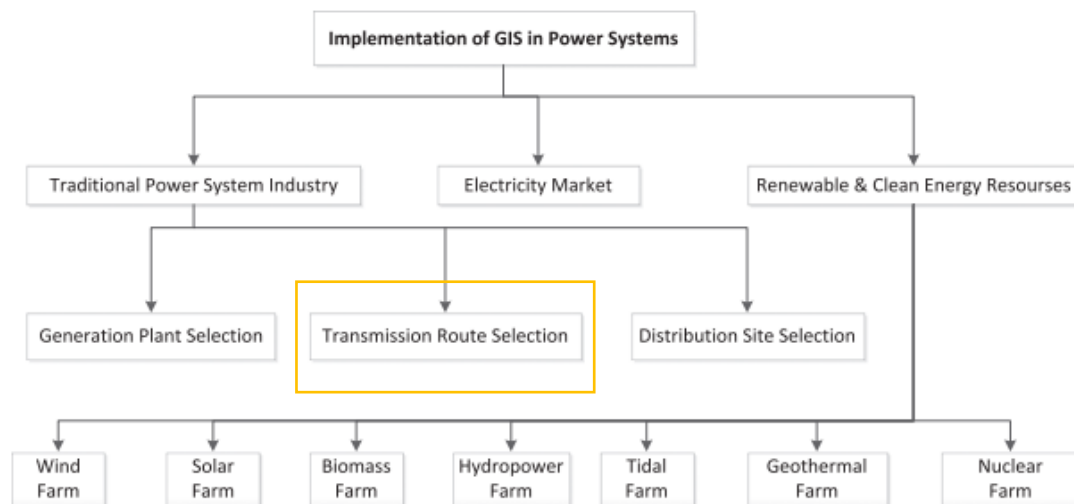 Implementation of GIS in Power Systems
Traditional Power System Industry
Electricity Market
Renewable & Clean Energy Resourses
Generation Plant Selection
Transmission Route Selection
Distribution Site Selection
Wind
Farm
Solar
Farm
Biomass
Farm
Hydropower
Farm
Tidal
Farm
Geothermal
Farm
Nuclear
Farm